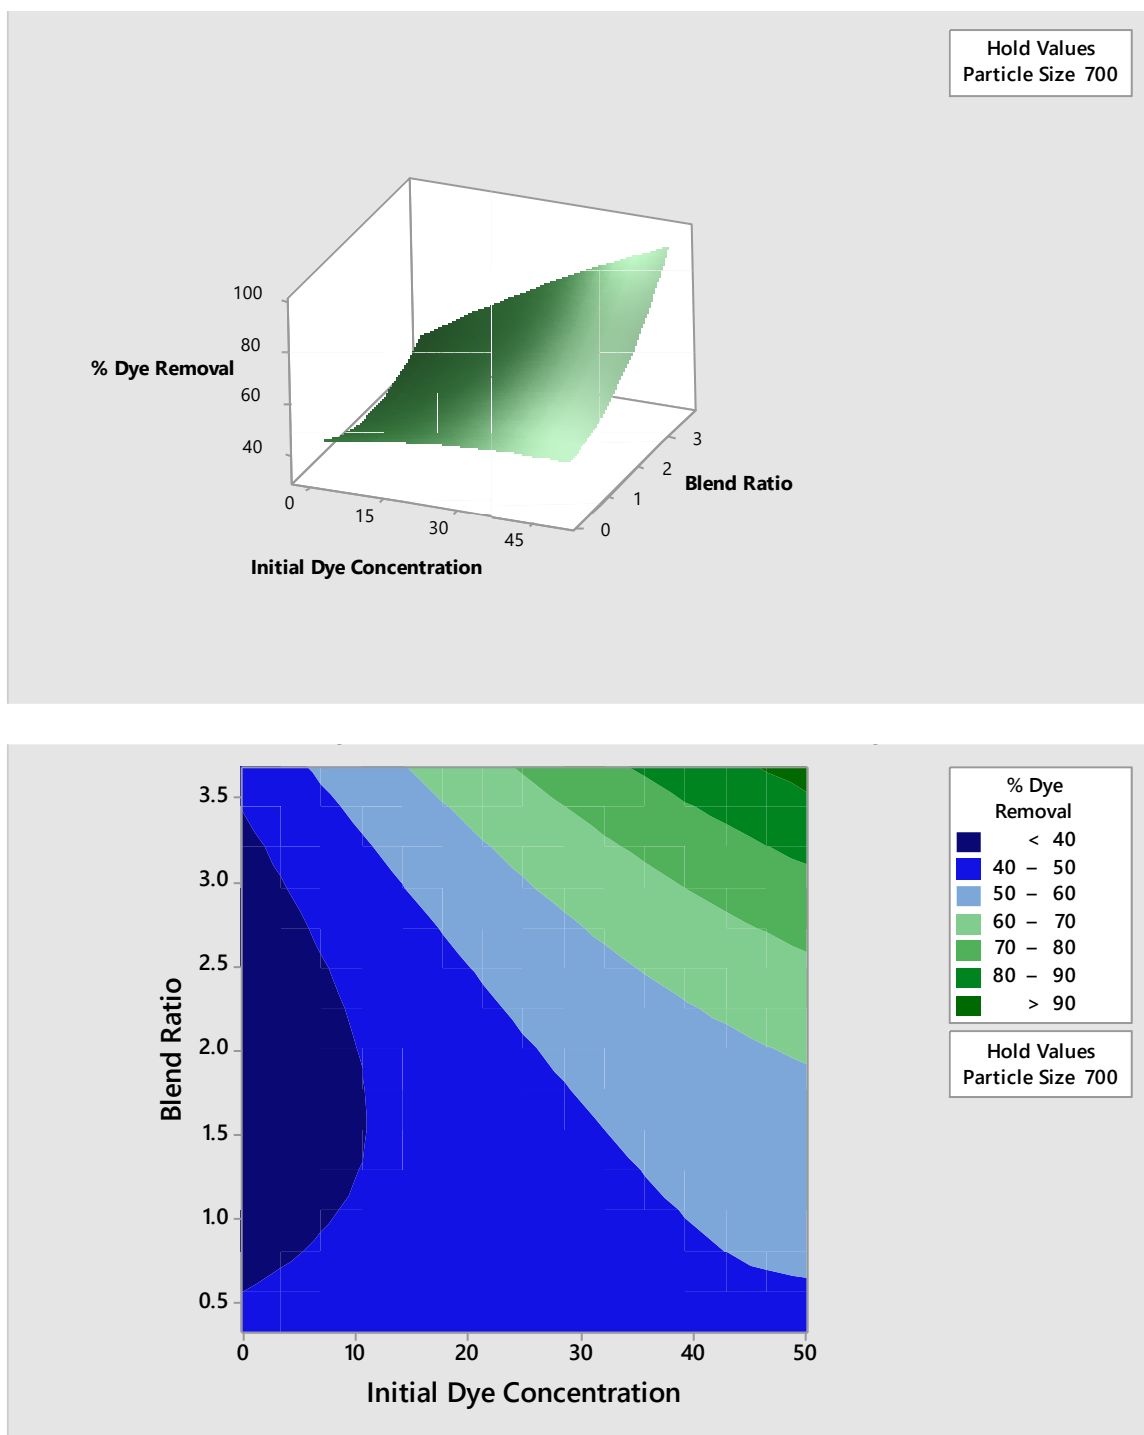 Hold Values
Particle Size 700
100
80
% Dye Removal
60
40
3
2
Blend Ratio
1
0
0
15
30
45
Initial Dye Concentration
% Dye
Removal
< 40
40 – 50
50 – 60
60 – 70
70 – 80
80 – 90
> 90
Hold Values
Particle Size 700
3.5
3.0
2.5
2.0
1.5
1.0
0.5
Blend Ratio
0 10 20 30 40 50
Initial Dye Concentration